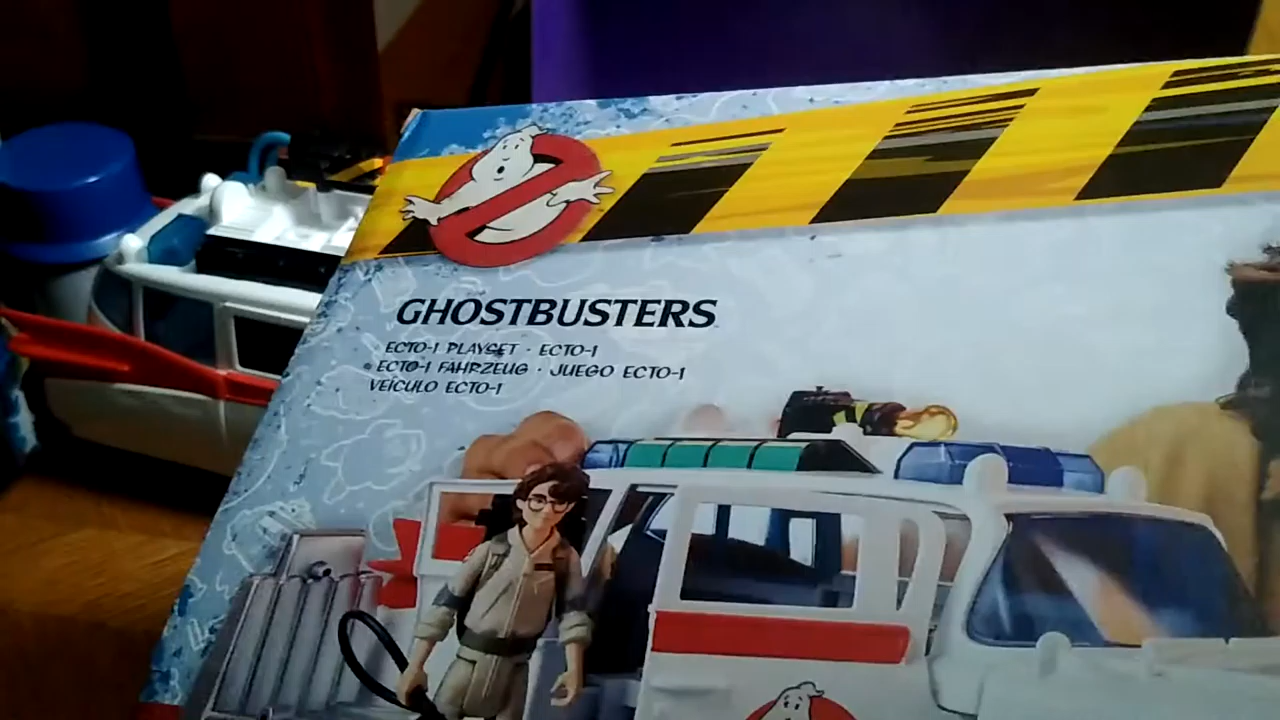 GHOSTBUSTERS
ECTO-1 PLAYSET · ECTO-1
ECTO-1 FAHRZEUG · JUEGO ECTO-1
VEÍCULO ECTO-1